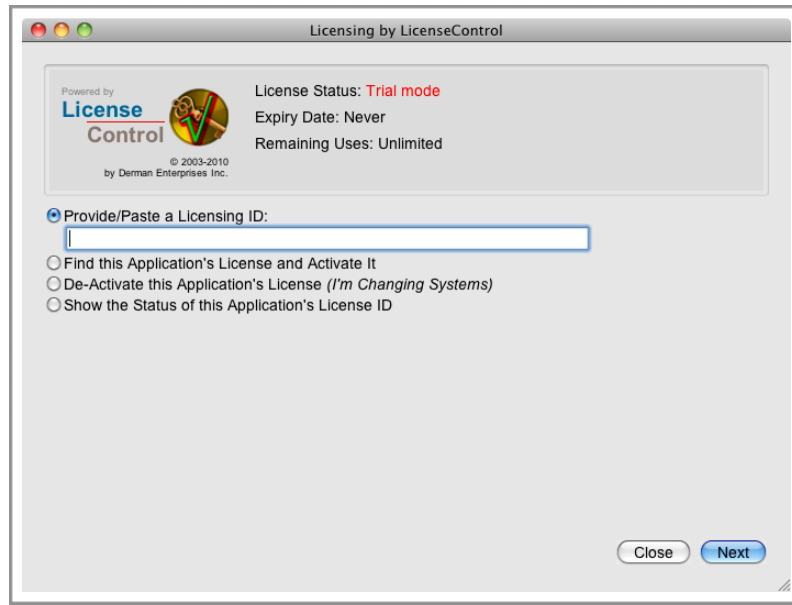 Licensing by LicenseControl
Powered by
License
Control
© 2003-2010
by Derman Enterprises Inc.
License Status: Trial mode
Expiry Date: Never
Remaining Uses: Unlimited
Provide/Paste a Licensing ID:
Find this Application's License and Activate It
De-Activate this Application's License (I'm Changing Systems)
Show the Status of this Application's License ID
Close Next